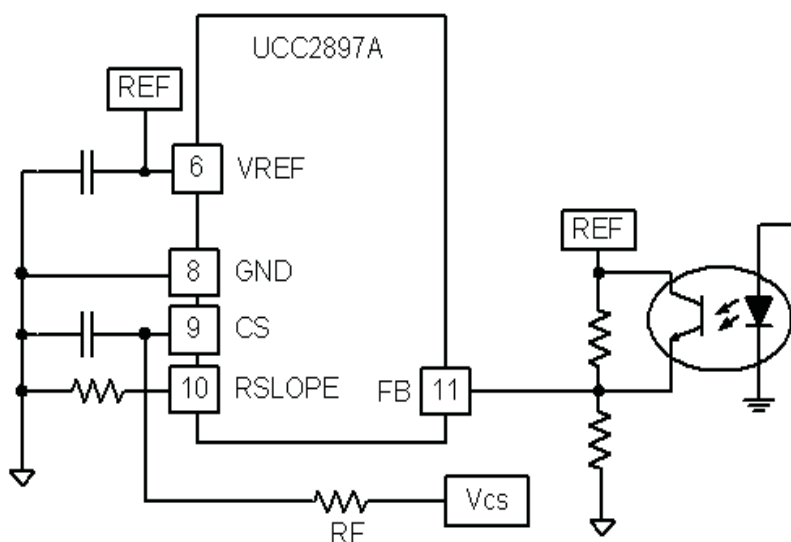 UCC2897A
REF
6 VREF
REF
8 GND
9 CS
10 RSLOPE
FB 11
Vcs
RF